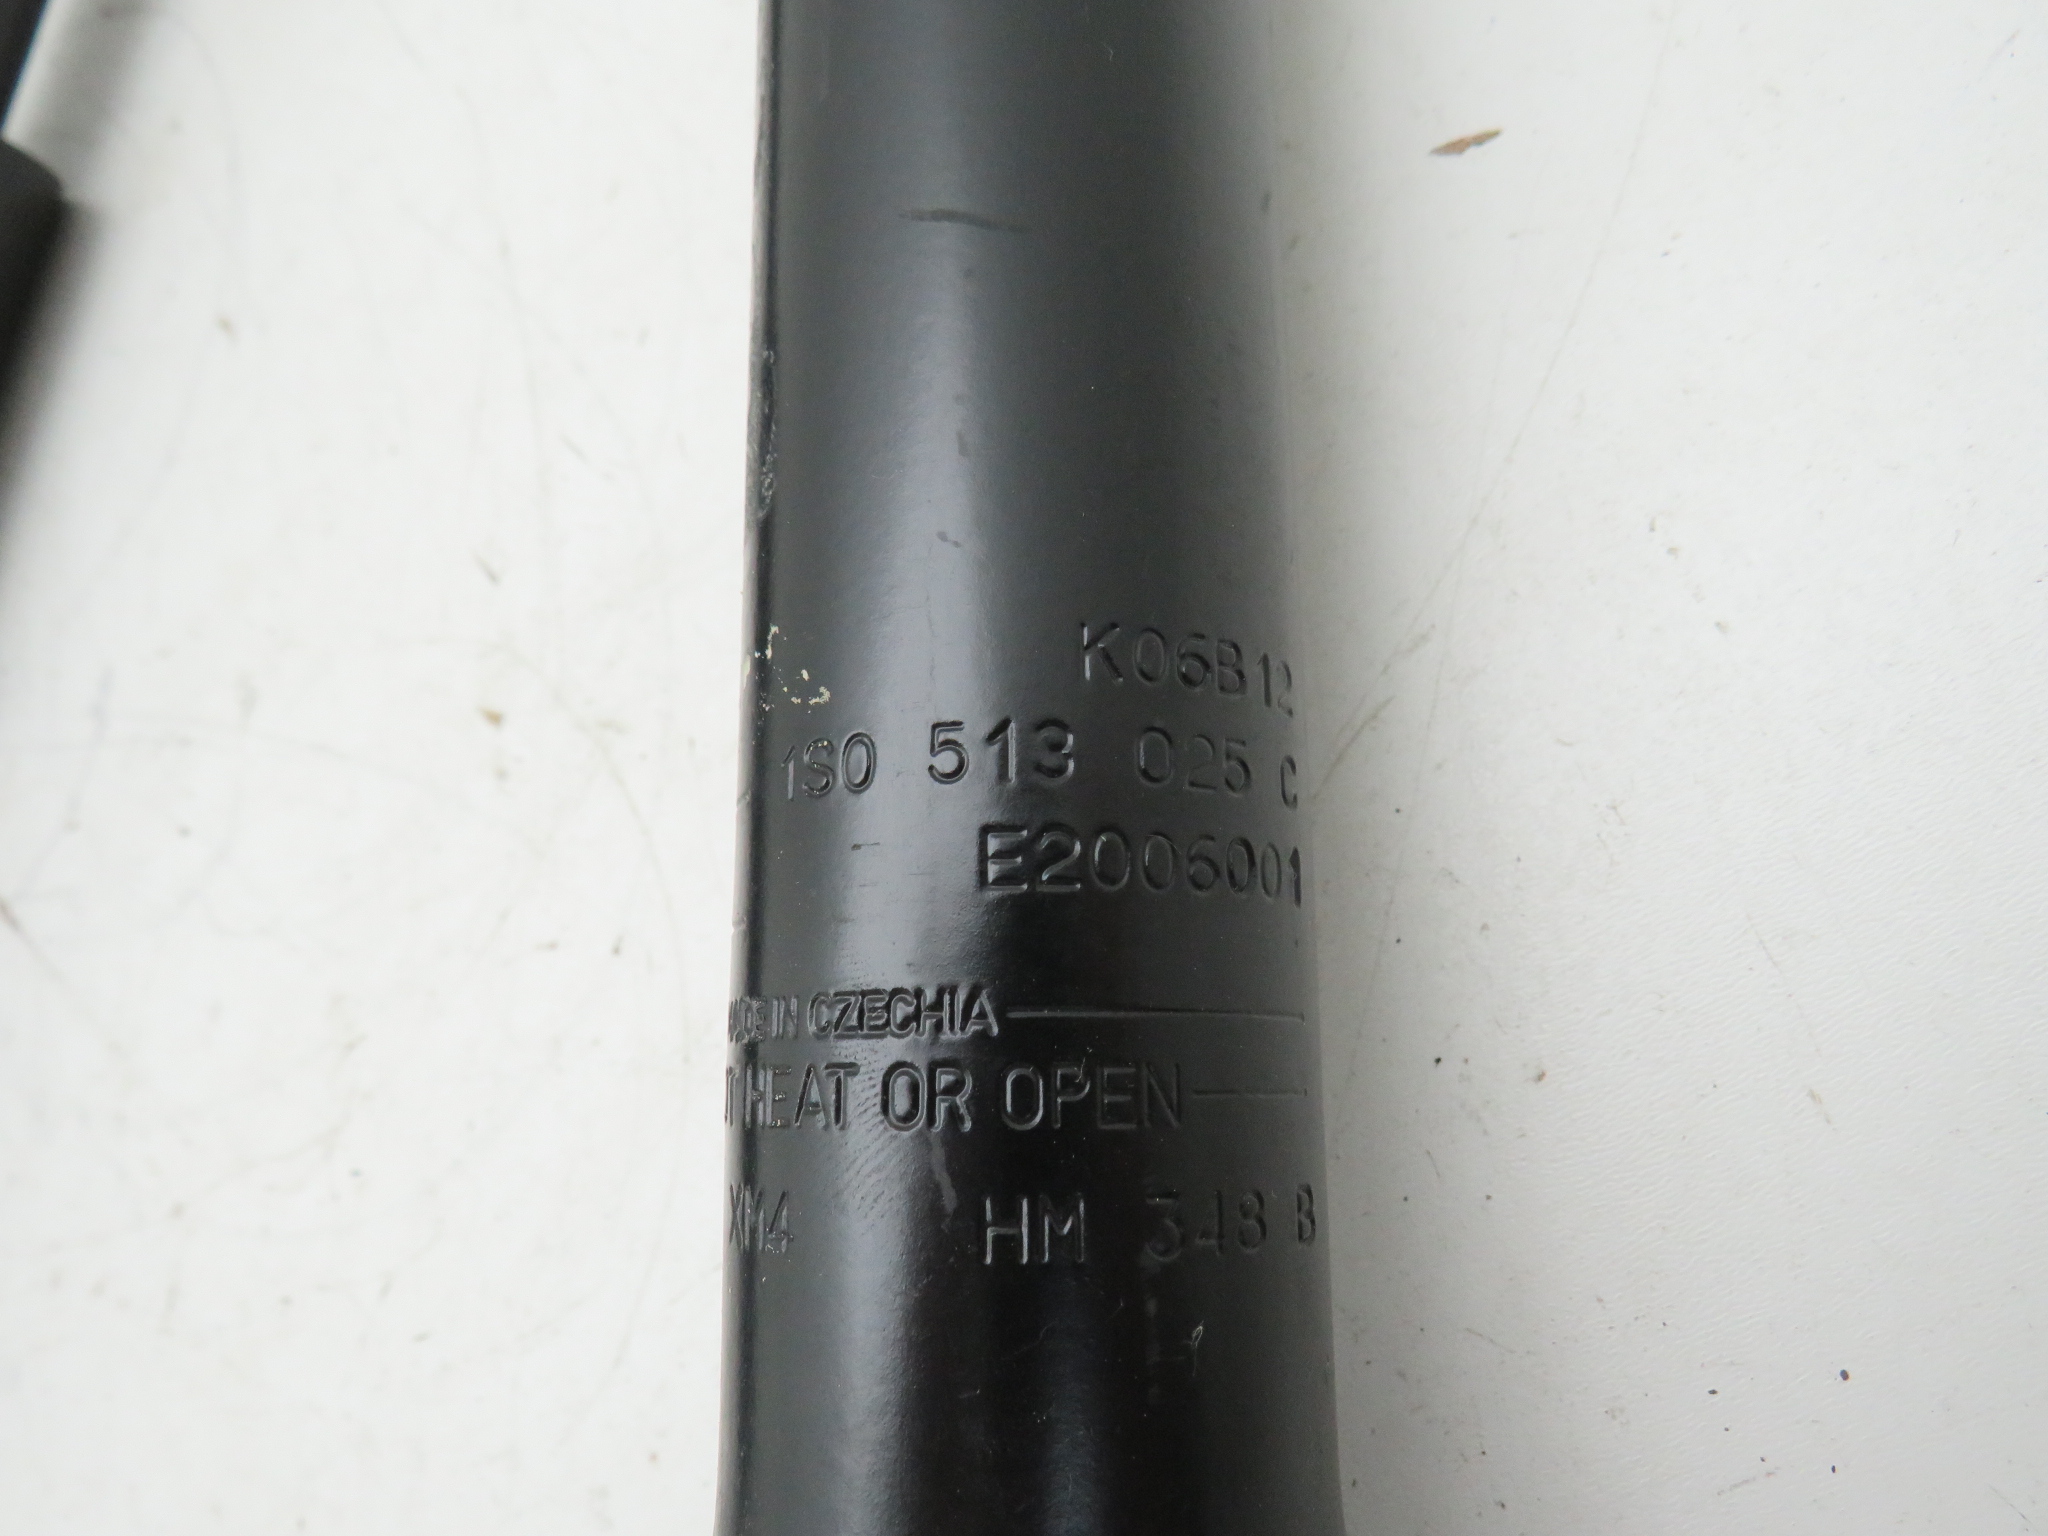 K06B12
1S0 513 025 C
E2006001
MADE IN CZECHIA
HEAT OR OPEN
XM4 HM 348 B